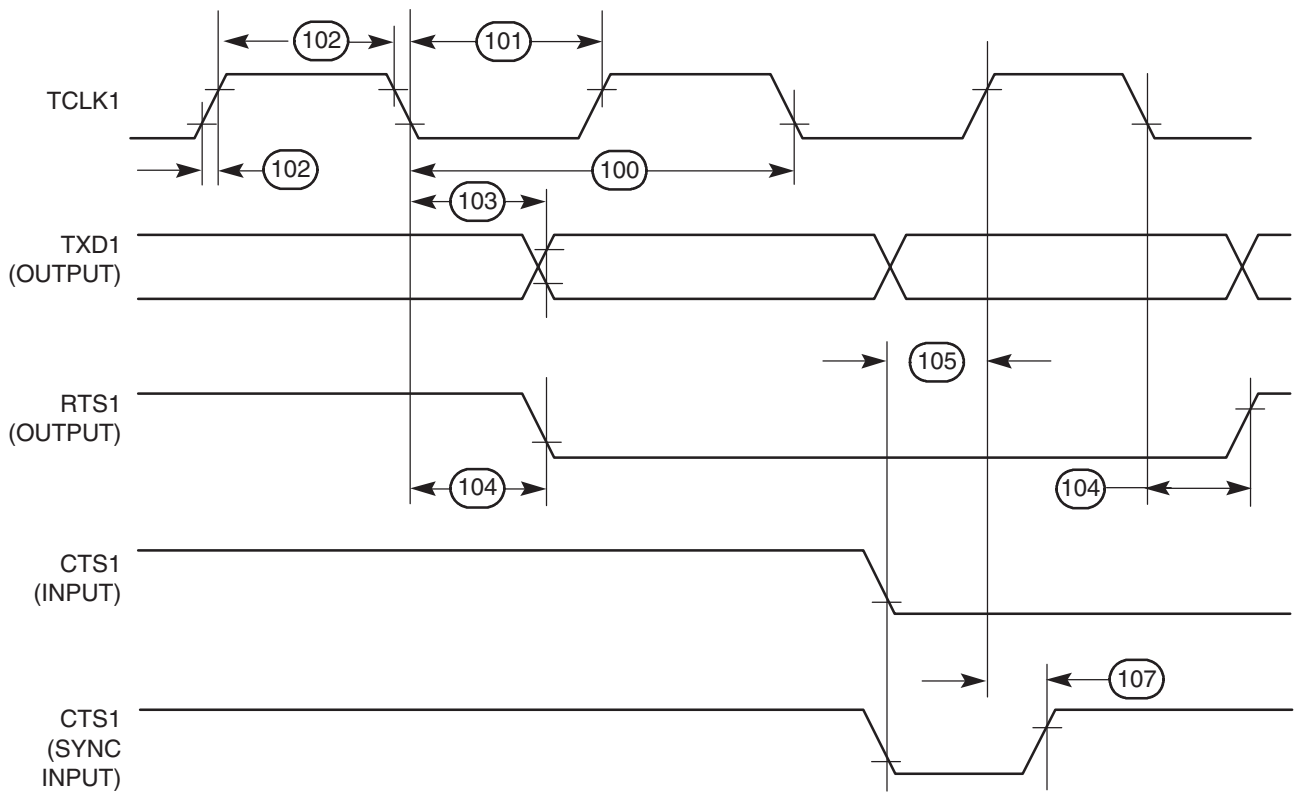 102
101
TCLK1
102
100
103
TXD1
(OUTPUT)
105
RTS1
(OUTPUT)
104
104
CTS1
(INPUT)
107
CTS1
(SYNC
INPUT)